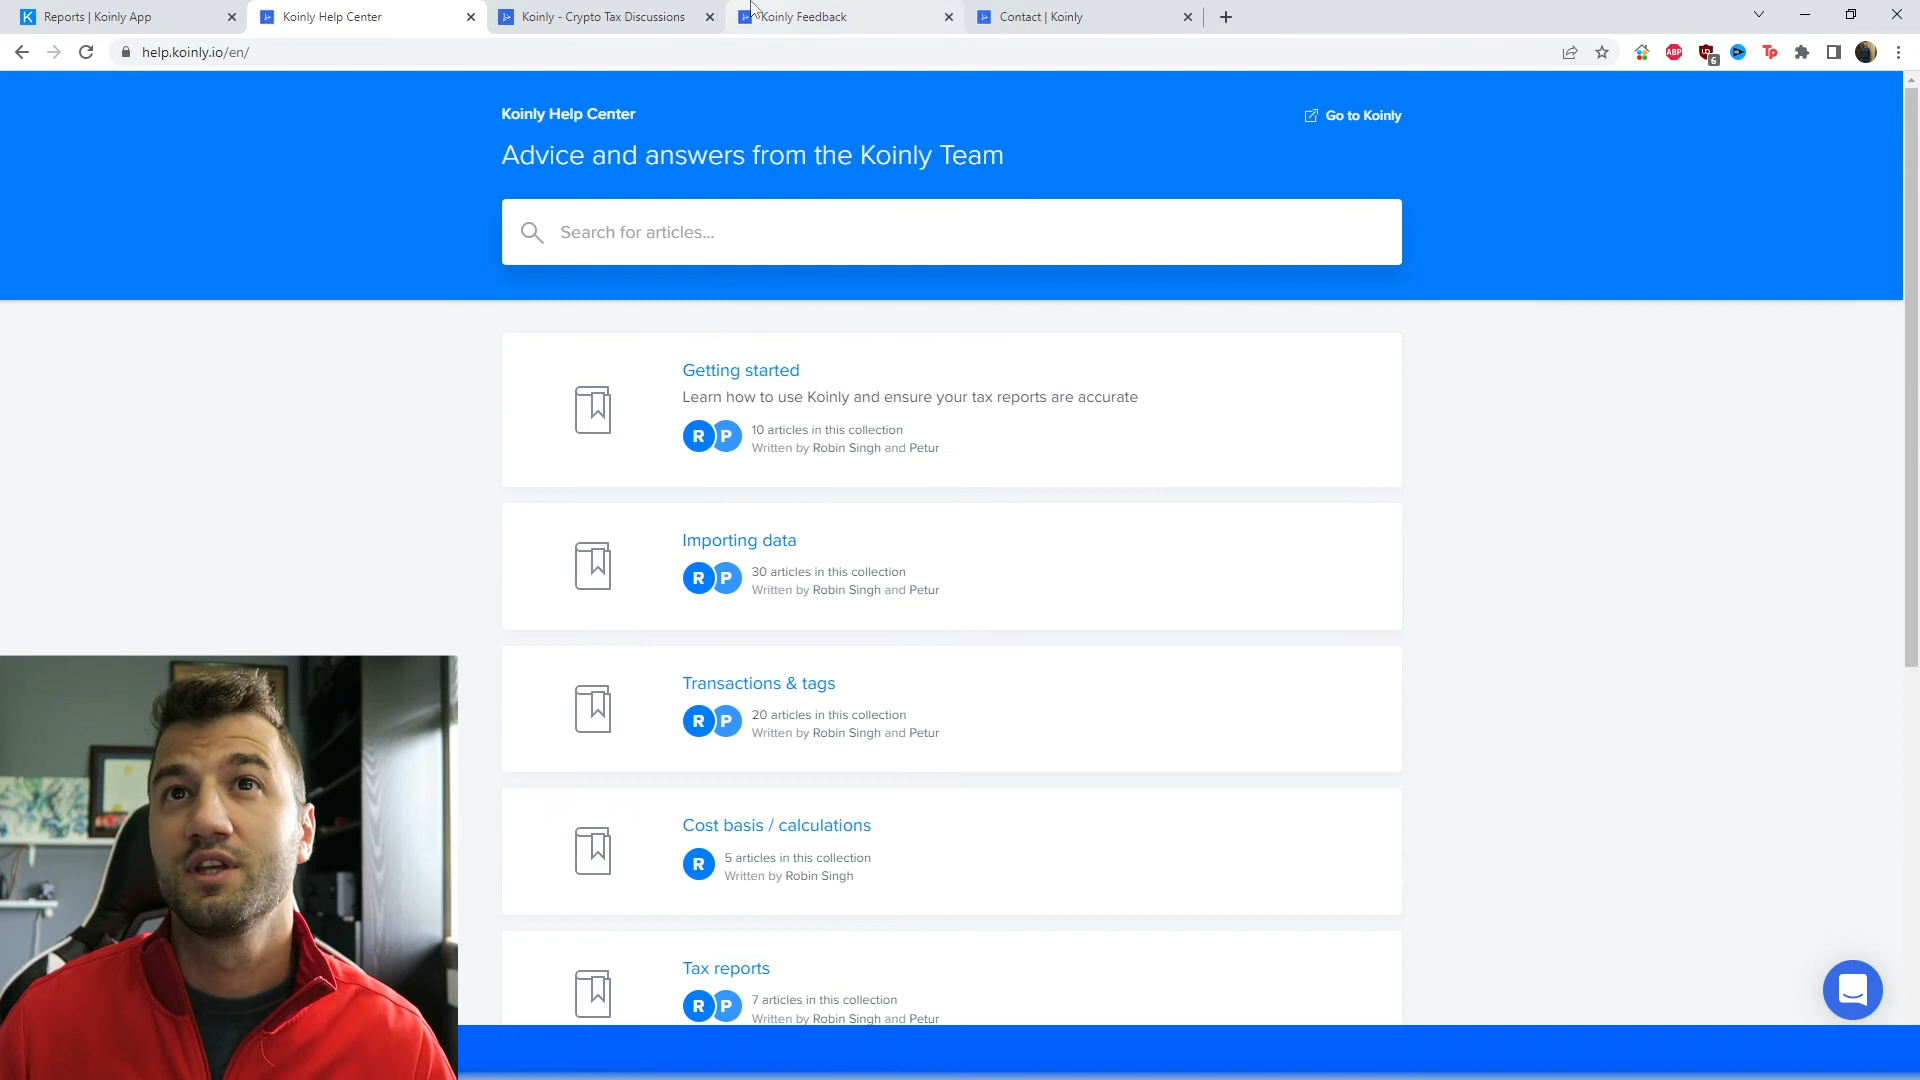 Reports | Koinly App
Koinly Help Center
Koinly - Crypto Tax Discussions
Koinly Feedback
Contact | Koinly
help.koinly.io/en/
ABP
6
Tp
Koinly Help Center
Go to Koinly
Advice and answers from the Koinly Team
Search for articles...
Getting started
Learn how to use Koinly and ensure your tax reports are accurate
R P
10 articles in this collection
Written by Robin Singh and Petur
Importing data
R P
30 articles in this collection
Written by Robin Singh and Petur
Transactions & tags
R P
20 articles in this collection
Written by Robin Singh and Petur
Cost basis / calculations
R
5 articles in this collection
Written by Robin Singh
Tax reports
R P
7 articles in this collection
Written by Robin Singh and Petur